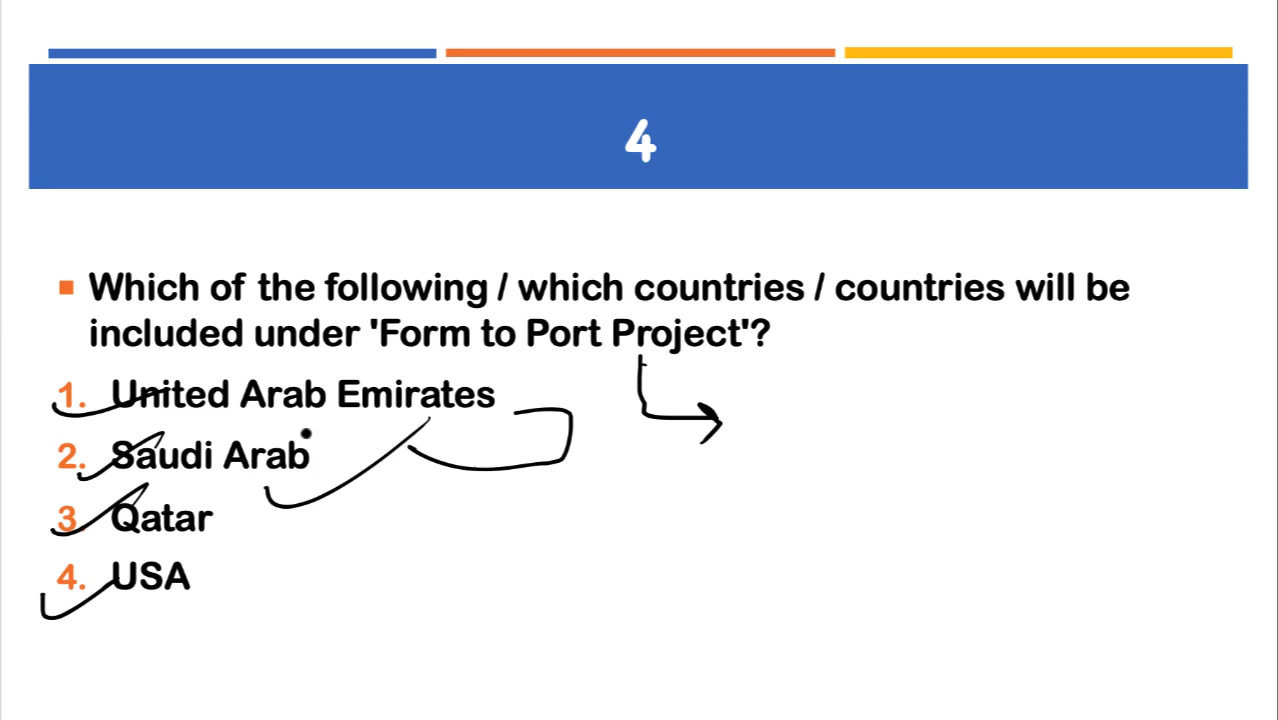 4
Which of the following / which countries / countries will be
included under 'Form to Port Project'?
1. United Arab Emirates
2. Saudi Arab
3. Qatar
4. USA